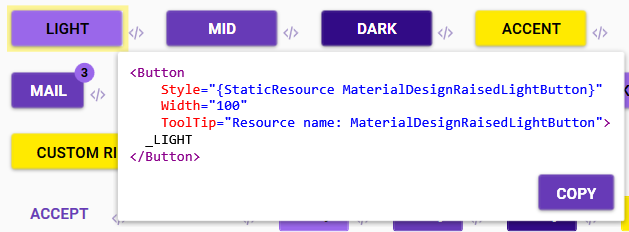 LIGHT
</>
MID
</>
DARK
</>
ACCENT
</>
MAIL
3
</>
<Button
Style="{StaticResource MaterialDesignRaisedLightButton}"
Width="100"
ToolTip="Resource name: MaterialDesignRaisedLightButton">
_LIGHT
</Button>
COPY
CUSTOM RI
ACCEPT